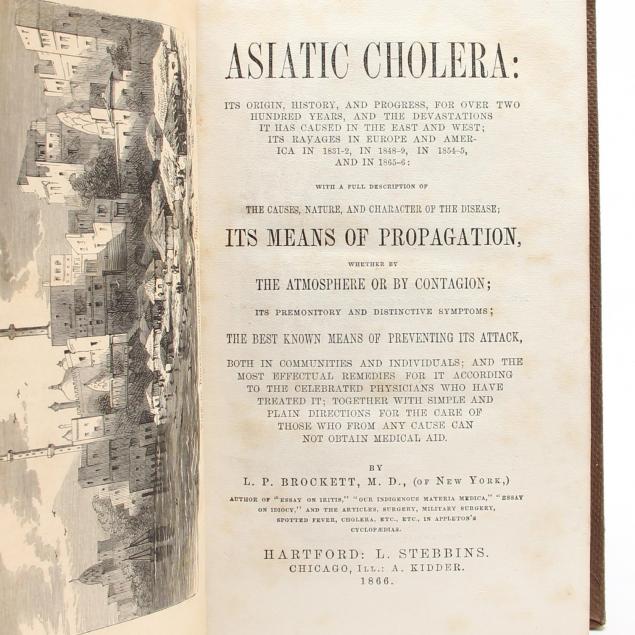 ASIATIC CHOLERA:
ITS ORIGIN, HISTORY, AND PROGRESS, FOR OVER TWO
HUNDRED YEARS, AND THE DEVASTATIONS
IT HAS CAUSED IN THE EAST AND WEST;
ITS RAVAGES IN EUROPE AND AMER-
ICA IN 1831-2, IN 1848-9, IN 1854-5,
AND IN 1865-6:
WITH A FULL DESCRIPTION OF
THE CAUSES, NATURE, AND CHARACTER OF THE DISEASE;
ITS MEANS OF PROPAGATION,
WHETHER BY
THE ATMOSPHERE OR BY CONTAGION;
ITS PREMONITORY AND DISTINCTIVE SYMPTOMS;
THE BEST KNOWN MEANS OF PREVENTING ITS ATTACK,
BOTH IN COMMUNITIES AND INDIVIDUALS; AND THE
MOST EFFECTUAL REMEDIES FOR IT ACCORDING
TO THE CELEBRATED PHYSICIANS WHO HAVE
TREATED IT; TOGETHER WITH SIMPLE AND
PLAIN DIRECTIONS FOR THE CARE OF
THOSE WHO FROM ANY CAUSE CAN
NOT OBTAIN MEDICAL AID.
BY
L. P. BROCKETT, M. D., (OF NEW YORK,)
AUTHOR OF "ESSAY ON IRITIS," "OUR INDIGENOUS MATERIA MEDICA," "ESSAY
ON IDIOCY," AND THE ARTICLES, SURGERY, MILITARY SURGERY,
SPOTTED FEVER, CHOLERA, ETC., ETC., IN APPLETON'S
CYCLOPÆDIAS.
HARTFORD: L. STEBBINS.
CHICAGO, ILL.: A. KIDDER.
1866.